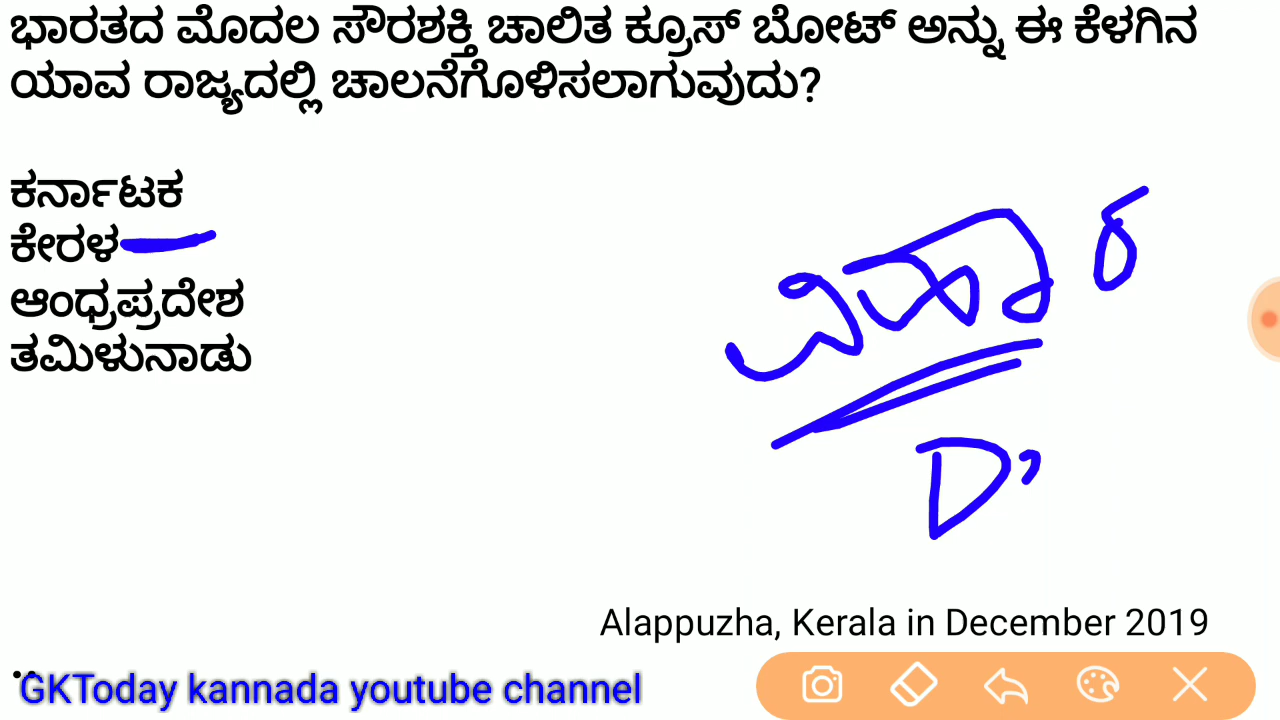 ಭಾರತದ ಮೊದಲ ಸೌರಶಕ್ತಿ ಚಾಲಿತ ಕ್ರೂಸ್ ಬೋಟ್ ಅನ್ನು ಈ ಕೆಳಗಿನ
ಯಾವ ರಾಜ್ಯದಲ್ಲಿ ಚಾಲನೆಗೊಳಿಸಲಾಗುವುದು?
ಕರ್ನಾಟಕ
ಕೇರಳ
ಆಂಧ್ರಪ್ರದೇಶ
ತಮಿಳುನಾಡು
Alappuzha, Kerala in December 2019
GKToday kannada youtube channel